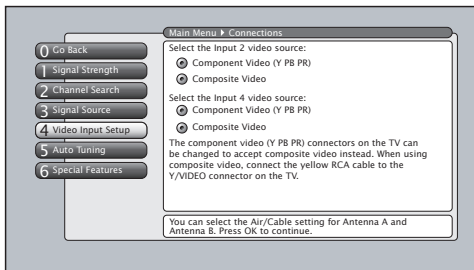 Main Menu ▸ Connections
0 Go Back
1 Signal Strength
2 Channel Search
3 Signal Source
4 Video Input Setup
5 Auto Tuning
6 Special Features
Select the Input 2 video source:
Component Video (Y PB PR)
Composite Video
Select the Input 4 video source:
Component Video (Y PB PR)
Composite Video
The component video (Y PB PR) connectors on the TV can
be changed to accept composite video instead. When using
composite video, connect the yellow RCA cable to the
Y/VIDEO connector on the TV.
You can select the Air/Cable setting for Antenna A and
Antenna B. Press OK to continue.